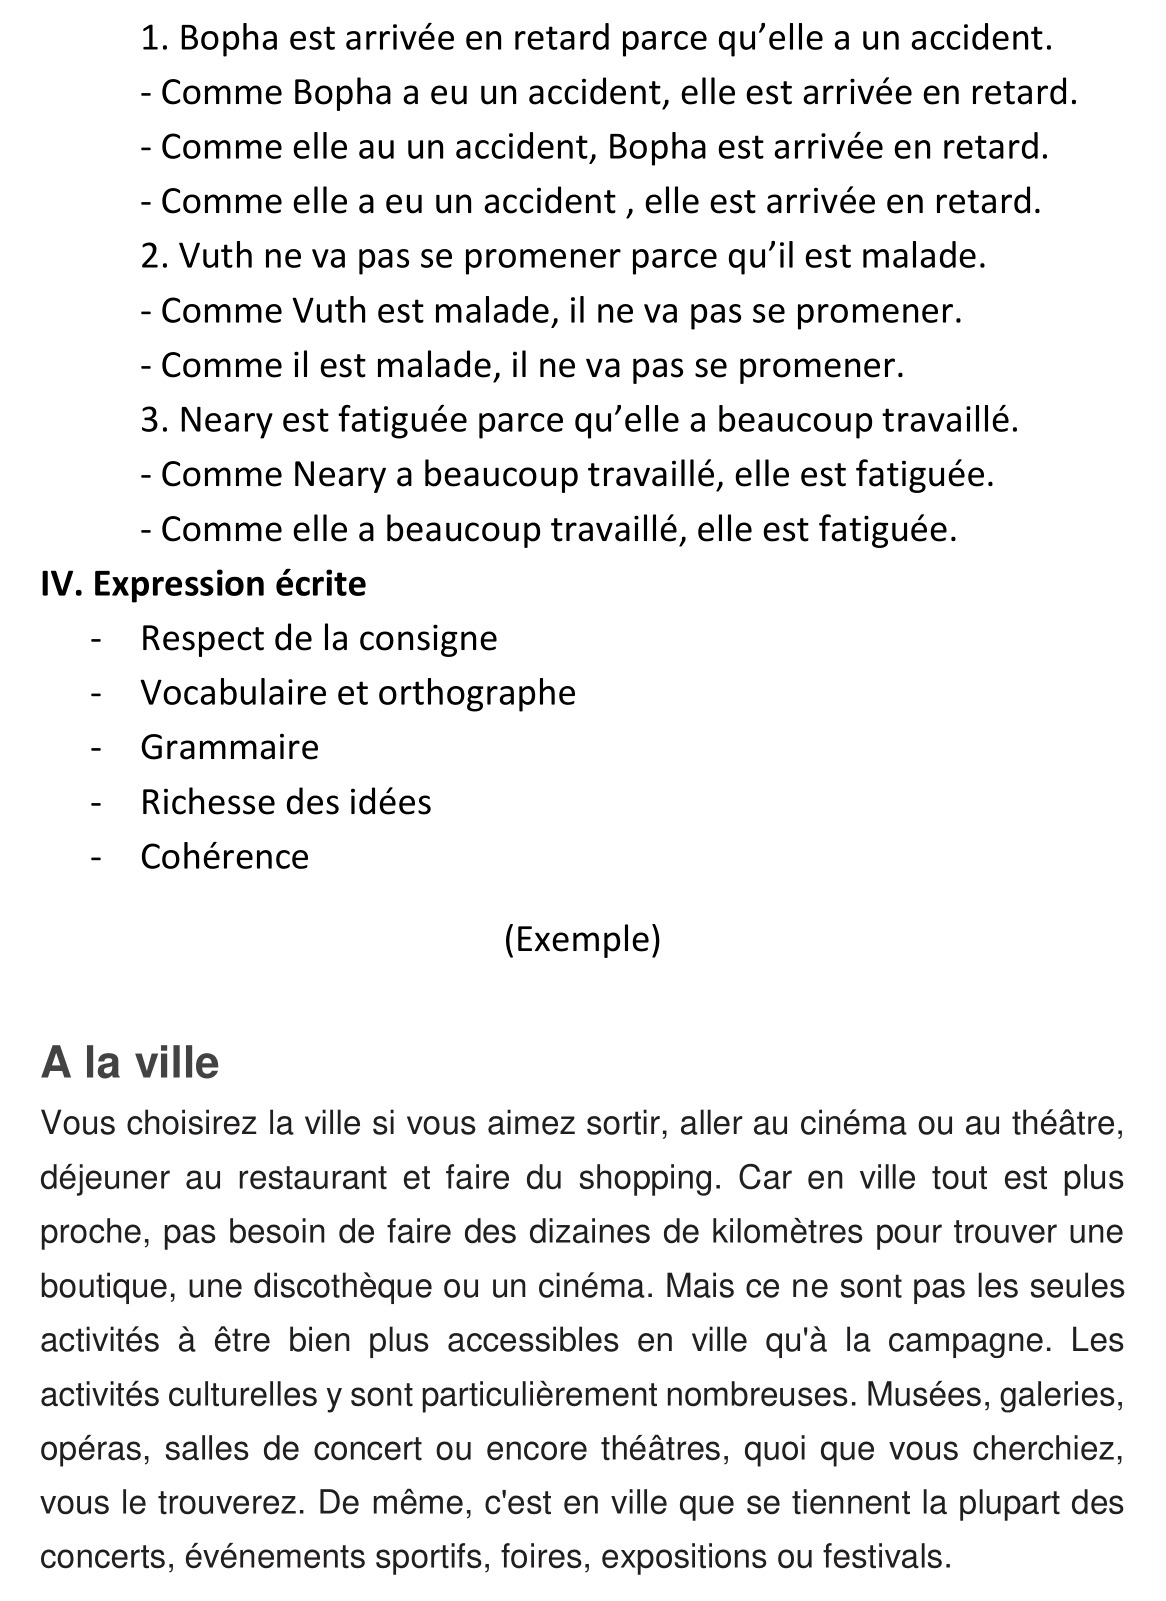 1. Bopha est arrivée en retard parce qu’elle a un accident.
- Comme Bopha a eu un accident, elle est arrivée en retard.
- Comme elle au un accident, Bopha est arrivée en retard.
- Comme elle a eu un accident , elle est arrivée en retard.
2. Vuth ne va pas se promener parce qu’il est malade.
- Comme Vuth est malade, il ne va pas se promener.
- Comme il est malade, il ne va pas se promener.
3. Neary est fatiguée parce qu’elle a beaucoup travaillé.
- Comme Neary a beaucoup travaillé, elle est fatiguée.
- Comme elle a beaucoup travaillé, elle est fatiguée.
IV. Expression écrite
- Respect de la consigne
- Vocabulaire et orthographe
- Grammaire
- Richesse des idées
- Cohérence
(Exemple)
A la ville
Vous choisirez la ville si vous aimez sortir, aller au cinéma ou au théâtre,
déjeuner au restaurant et faire du shopping. Car en ville tout est plus
proche, pas besoin de faire des dizaines de kilomètres pour trouver une
boutique, une discothèque ou un cinéma. Mais ce ne sont pas les seules
activités à être bien plus accessibles en ville qu'à la campagne. Les
activités culturelles y sont particulièrement nombreuses. Musées, galeries,
opéras, salles de concert ou encore théâtres, quoi que vous cherchiez,
vous le trouverez. De même, c'est en ville que se tiennent la plupart des
concerts, événements sportifs, foires, expositions ou festivals.